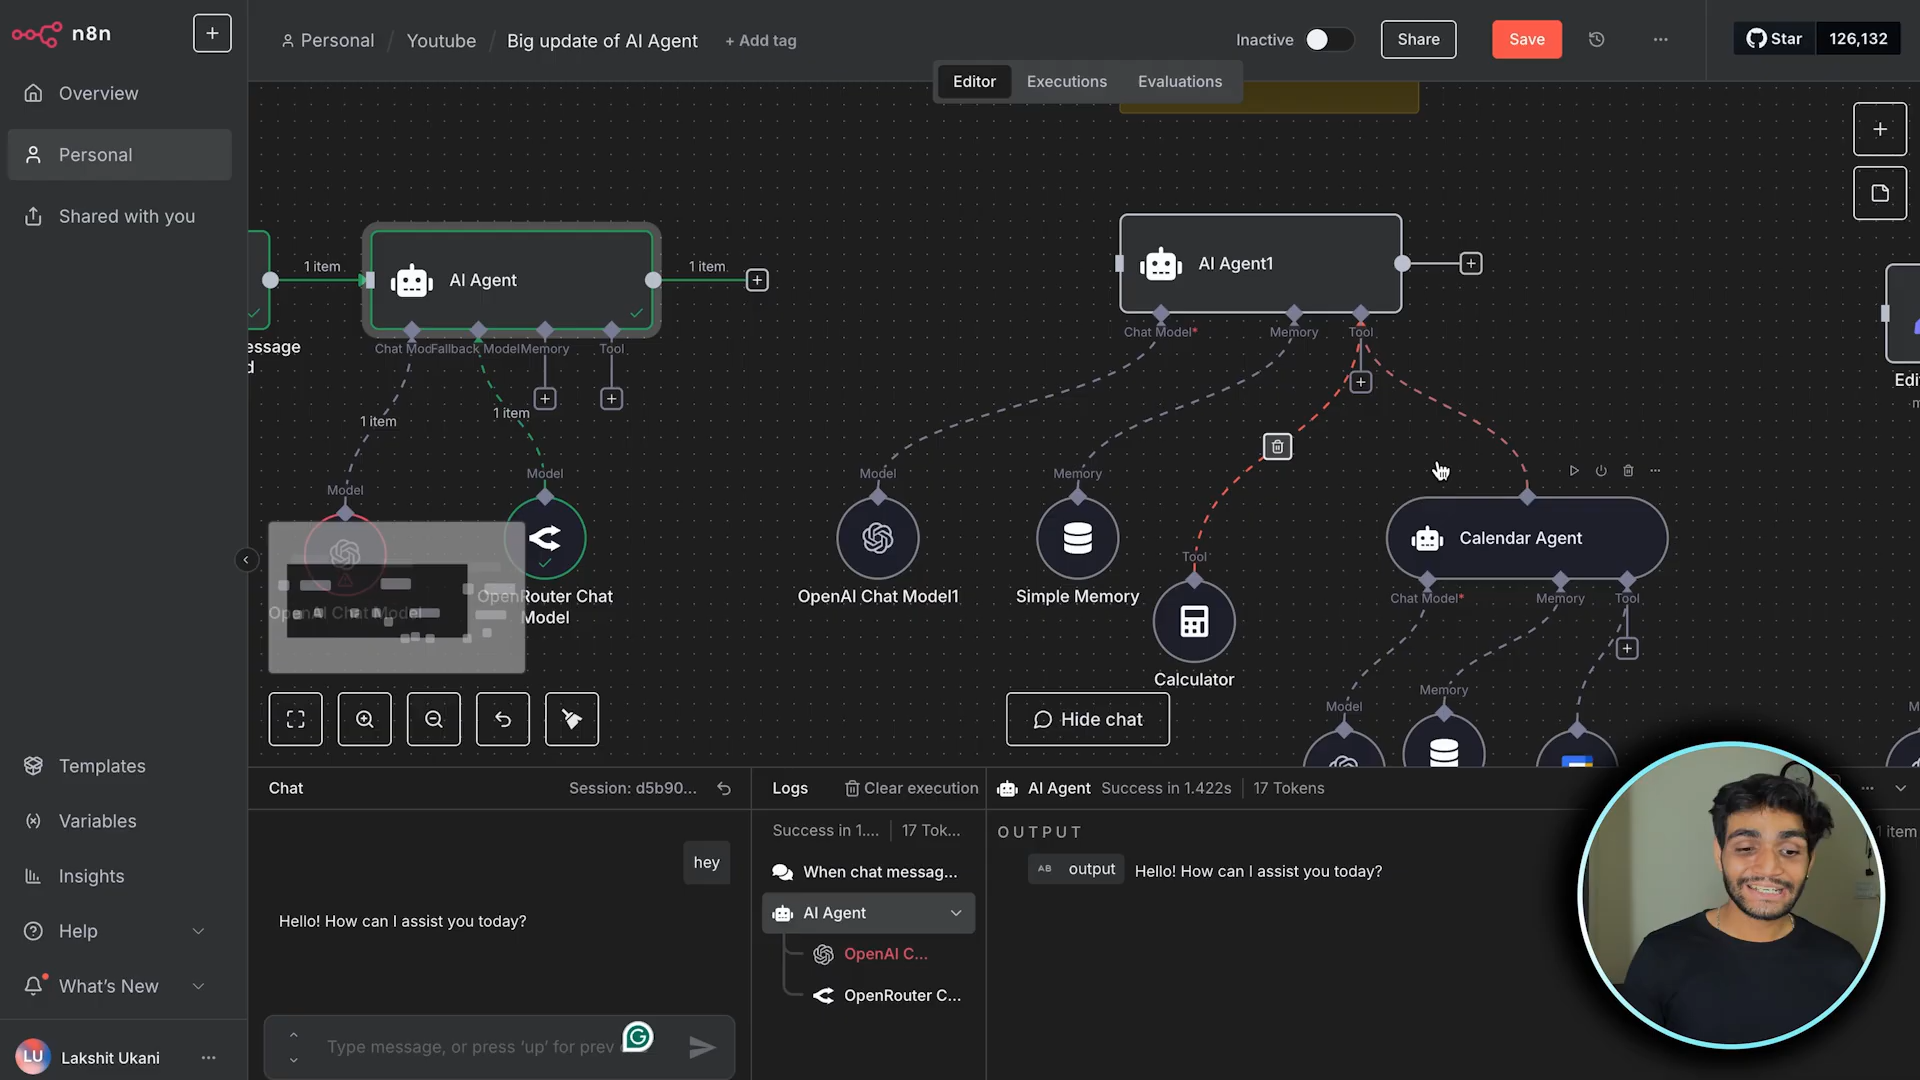 n8n
Overview
Personal
Shared with you
Templates
Variables
Insights
Help
What's New
LU
Lakshit Ukani
Personal / Youtube / Big update of AI Agent + Add tag
Inactive
Share
Save
Star 126,132
Editor Executions Evaluations
1 item
AI Agent
1 item
essage
d
Chat Mod
Fallback Model
Memory
Tool
1 item
1 item
Model
Model
OpenAI Chat Model
OpenRouter Chat
Model
AI Agent1
Chat Model*
Memory
Tool
Model
Memory
Tool
OpenAI Chat Model1
Simple Memory
Calculator
Calendar Agent
Chat Model*
Memory
Tool
Model
Memory
Edi
m
M
Hide chat
Chat
Session: d5b90...
hey
Hello! How can I assist you today?
Type message, or press ‘up’ for prev
Logs
Clear execution
Success in 1.... 17 Tok...
When chat messag...
AI Agent
OpenAI C...
OpenRouter C...
AI Agent Success in 1.422s 17 Tokens
OUTPUT
1 item
AB output Hello! How can I assist you today?